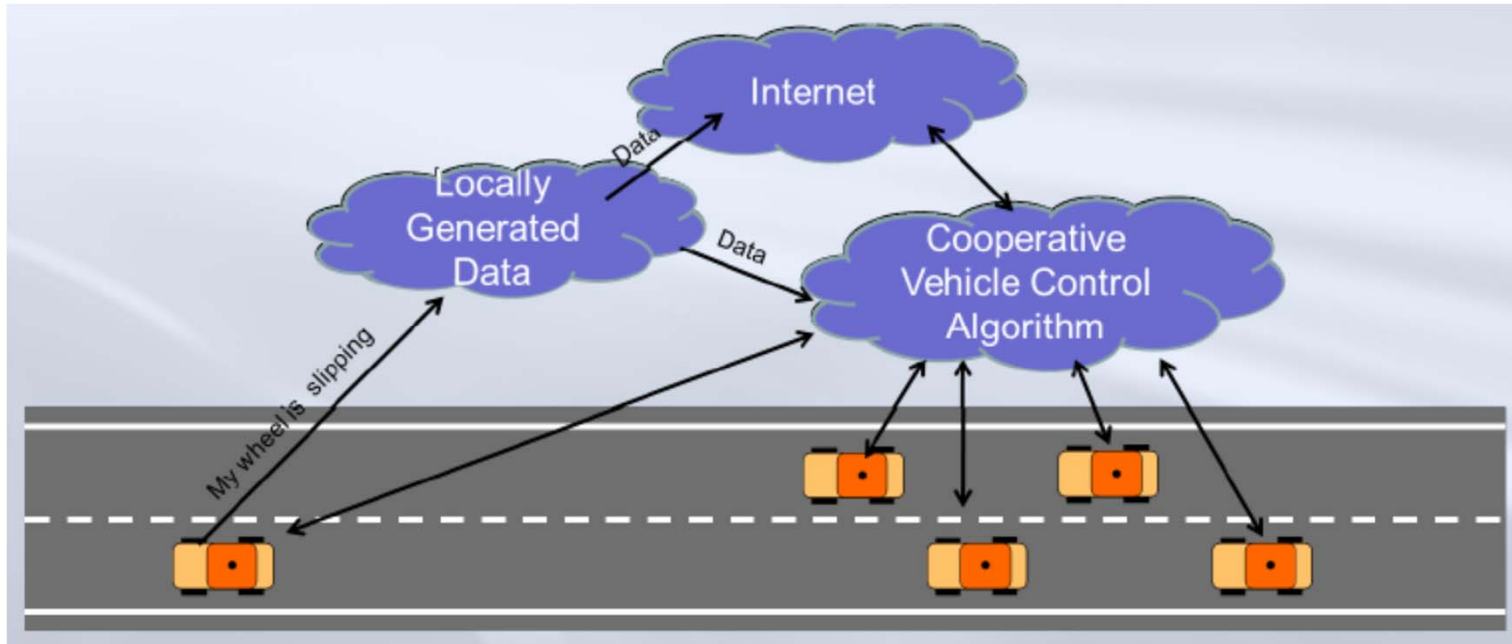 Internet
Data
Locally
Generated
Data
Data
Cooperative
Vehicle Control
Algorithm
My wheel is slipping